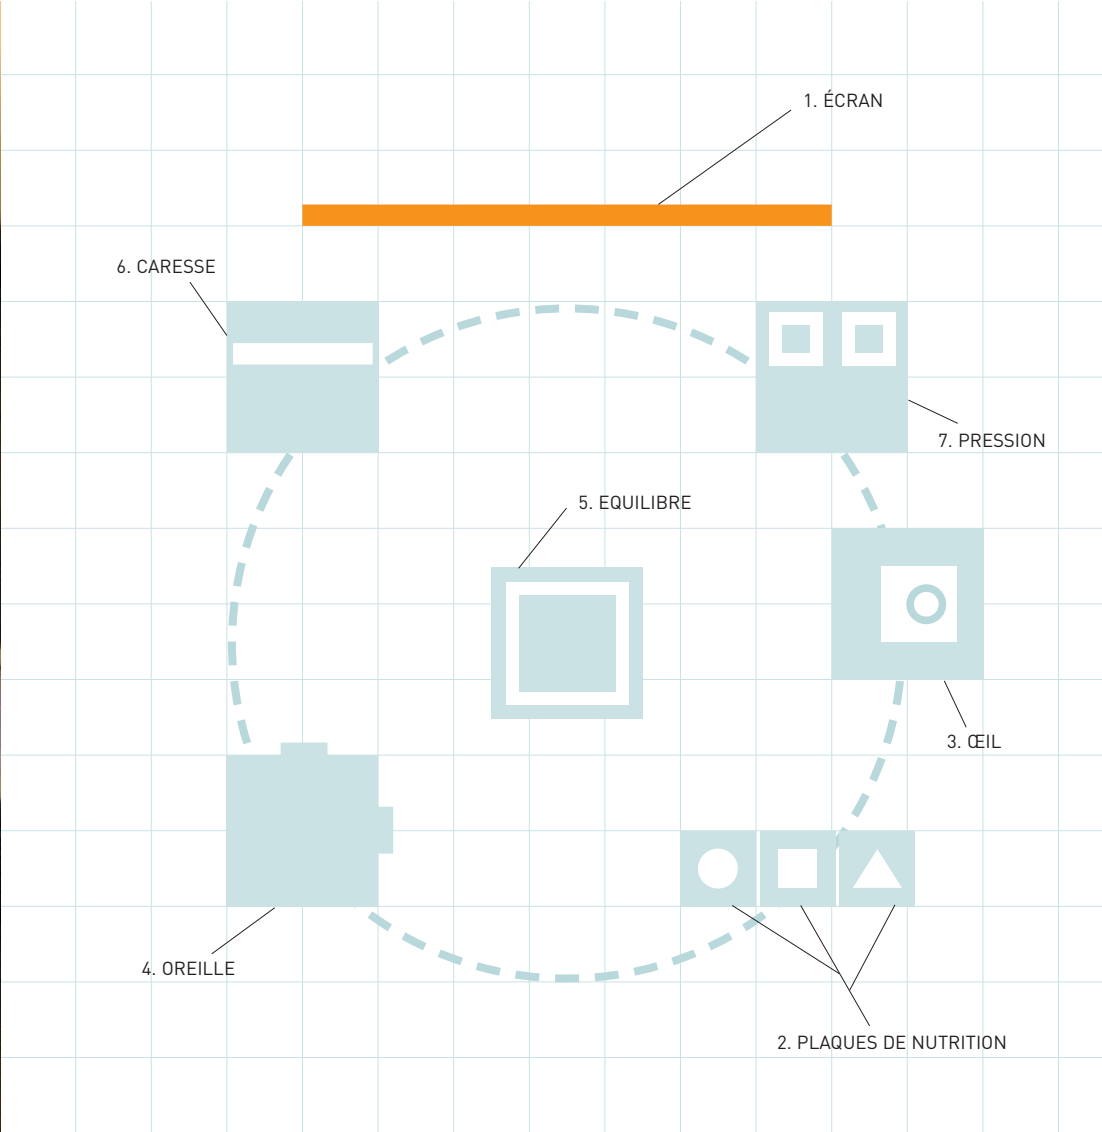 1. ÉCRAN
6. CARESSE
7. PRESSION
5. EQUILIBRE
3. ŒIL
4. OREILLE
2. PLAQUES DE NUTRITION